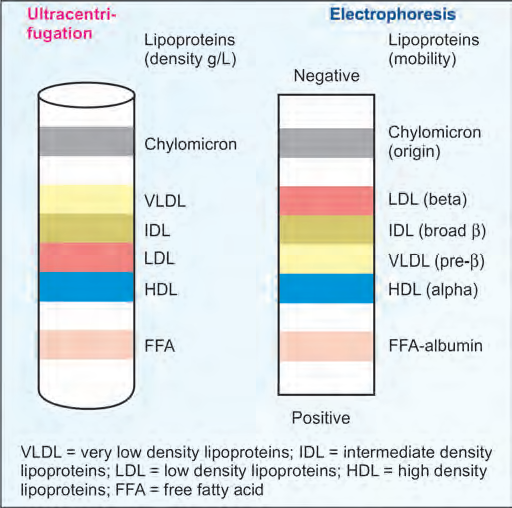 Ultracentri-
fugation
Lipoproteins
(density g/L)
Chylomicron
VLDL
IDL
LDL
HDL
FFA
Electrophoresis
Lipoproteins
(mobility)
Negative
Chylomicron
(origin)
LDL (beta)
IDL (broad β)
VLDL (pre-β)
HDL (alpha)
FFA-albumin
Positive
VLDL = very low density lipoproteins; IDL = intermediate density
lipoproteins; LDL = low density lipoproteins; HDL = high density
lipoproteins; FFA = free fatty acid